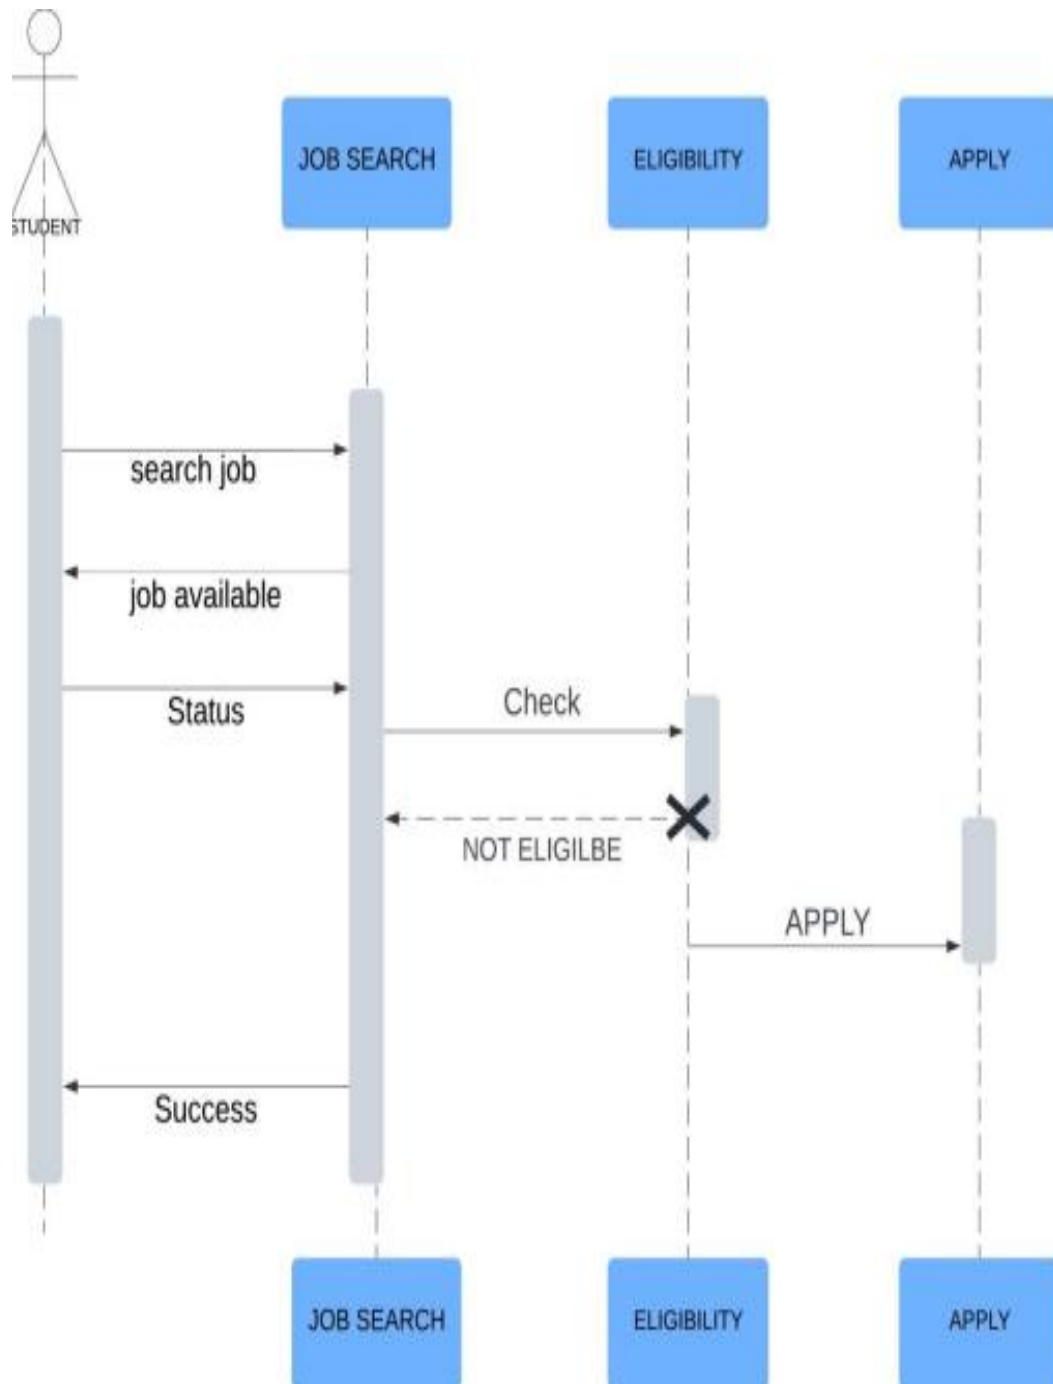 STUDENT
JOB SEARCH
ELIGIBILITY
APPLY
search job
job available
Status
Check
NOT ELIGILBE
APPLY
Success
JOB SEARCH
ELIGIBILITY
APPLY